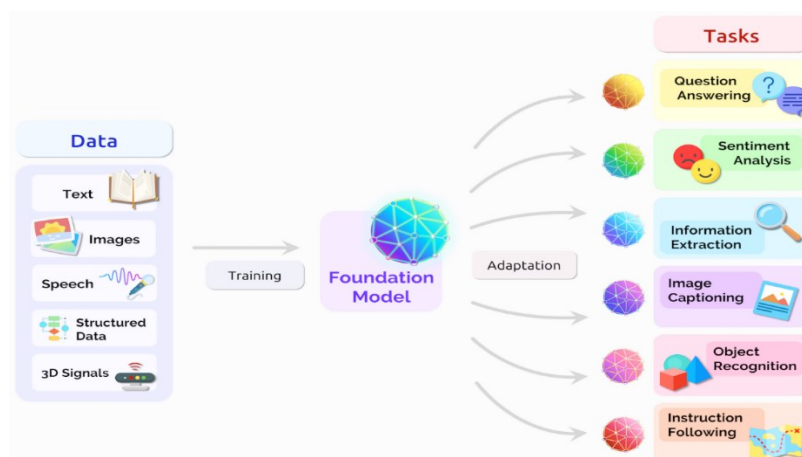 Data
Text
Images
Speech
Structured
Data
3D Signals
Training
Foundation
Model
Adaptation
Tasks
Question
Answering
?
Sentiment
Analysis
Information
Extraction
Image
Captioning
Object
Recognition
Instruction
Following